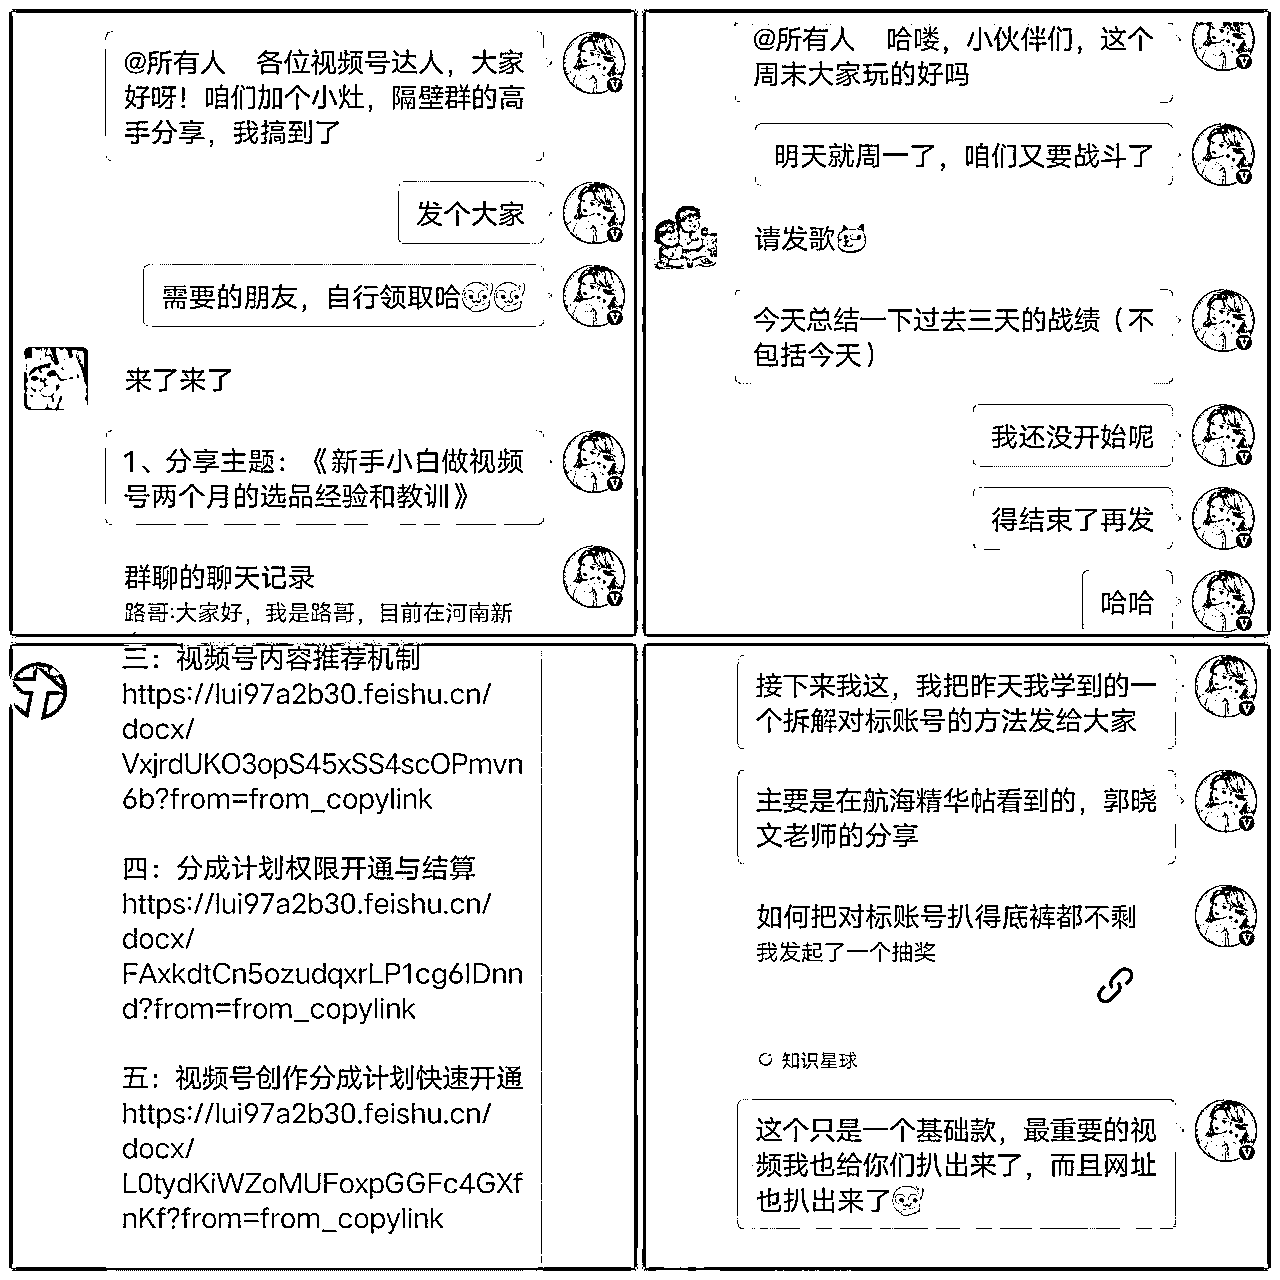 @所有人 各位视频号达人，大家
好呀！咱们加个小灶，隔壁群的高
手分享，我搞到了
发个大家
需要的朋友，自行领取哈
来了来了
1、分享主题：《新手小白做视频
号两个月的选品经验和教训》
群聊的聊天记录
路哥:大家好，我是路哥，目前在河南新
@所有人 哈喽，小伙伴们，这个
周末大家玩的好吗
明天就周一了，咱们又要战斗了
请发歌
今天总结一下过去三天的战绩（不
包括今天）
我还没开始呢
得结束了再发
哈哈
三：视频号内容推荐机制
https://lui97a2b30.feishu.cn/
docx/
VxjrdUKO3opS45xSS4scOPmvn
6b?from=from_copylink
四：分成计划权限开通与结算
https://lui97a2b30.feishu.cn/
docx/
FAxkdtCn5ozudqxrLP1cg6IDnn
d?from=from_copylink
五：视频号创作分成计划快速开通
https://lui97a2b30.feishu.cn/
docx/
L0tydKiWZoMUFoxpGGFc4GXf
nKf?from=from_copylink
接下来我这，我把昨天我学到的一
个拆解对标账号的方法发给大家
主要是在航海精华帖看到的，郭晓
文老师的分享
如何把对标账号扒得底裤都不剩
我发起了一个抽奖
知识星球
这个只是一个基础款，最重要的视
频我也给你们扒出来了，而且网址
也扒出来了